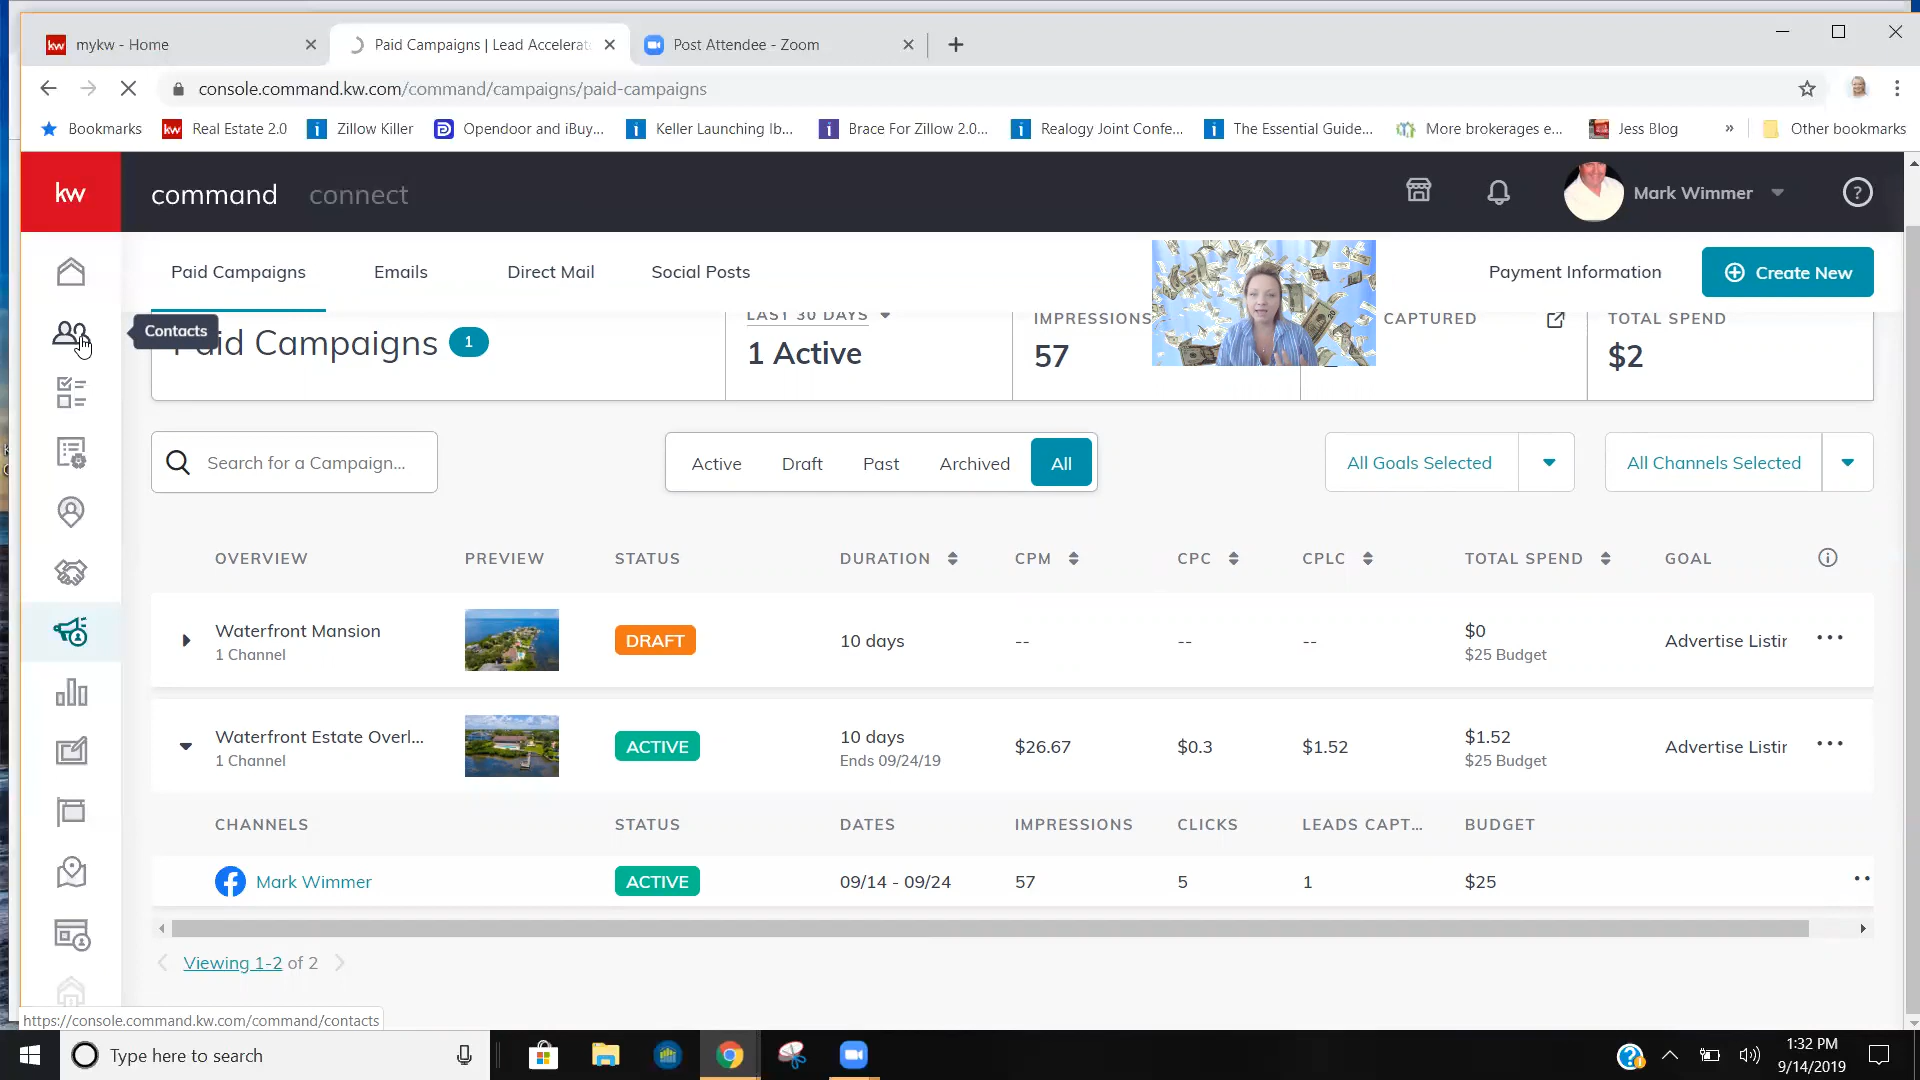 kw mykw - Home
Paid Campaigns | Lead Accelerat
Post Attendee - Zoom
console.command.kw.com/command/campaigns/paid-campaigns
Bookmarks
kw Real Estate 2.0
Zillow Killer
Opendoor and iBuy...
Keller Launching Ib...
Brace For Zillow 2.0...
Realogy Joint Confe...
The Essential Guide...
More brokerages e...
Jess Blog
»
Other bookmarks
kw
command connect
Mark Wimmer
Paid Campaigns Emails Direct Mail Social Posts
Payment Information
Create New
Contacts
Paid Campaigns 1
LAST 30 DAYS
1 Active
IMPRESSIONS
57
CAPTURED
TOTAL SPEND
$2
Search for a Campaign...
Active Draft Past Archived All
All Goals Selected
All Channels Selected
OVERVIEW PREVIEW STATUS DURATION CPM CPC CPLC TOTAL SPEND GOAL
Waterfront Mansion
1 Channel
DRAFT
10 days
-- -- --
$0
$25 Budget
Advertise Listin
Waterfront Estate Overl...
1 Channel
ACTIVE
10 days
Ends 09/24/19
$26.67 $0.3 $1.52
$1.52
$25 Budget
Advertise Listin
CHANNELS STATUS DATES IMPRESSIONS CLICKS LEADS CAPT... BUDGET
Mark Wimmer ACTIVE 09/14 - 09/24 57 5 1 $25
Viewing 1-2 of 2
https://console.command.kw.com/command/contacts
Type here to search
1:32 PM
9/14/2019